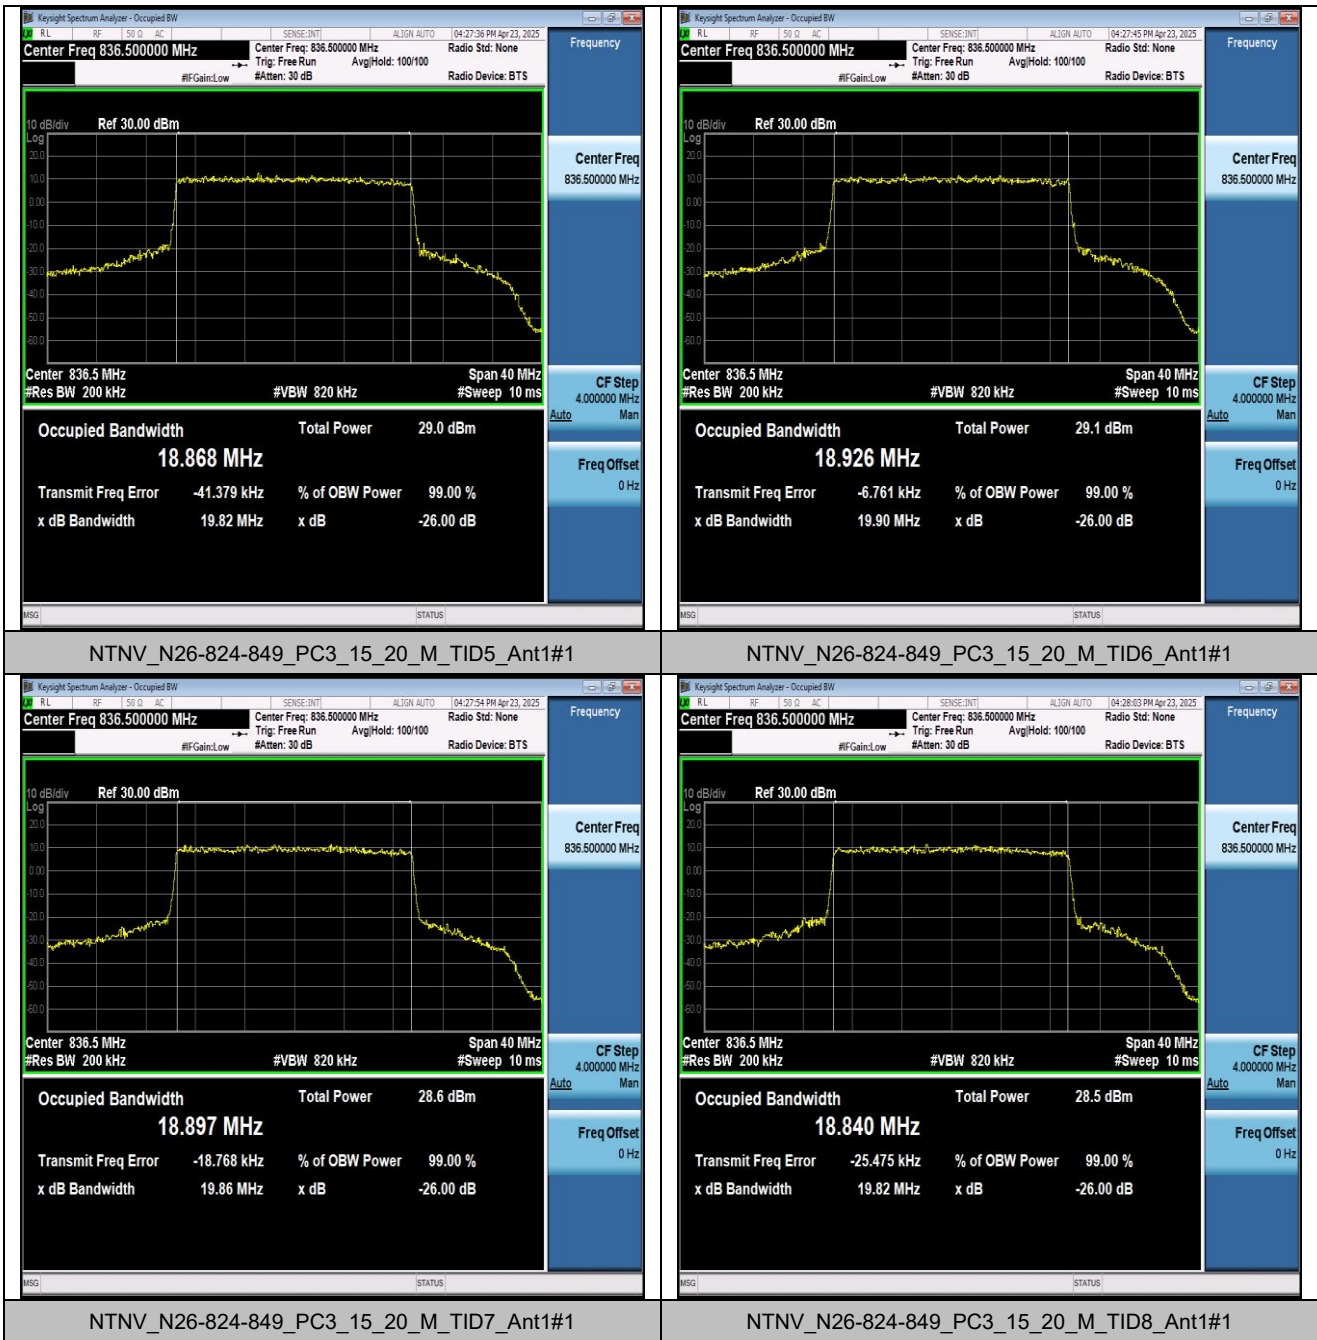 Keysight Spectrum Analyzer - Occupied BW
RL RF 50 Ω AC SENSE:INT ALIGN AUTO 04:27:36 PM Apr 23, 2025
Center Freq 836.500000 MHz
Center Freq: 836.500000 MHz Radio Std: None
Trig: Free Run Avg|Hold: 100/100
#IFGain:Low #Atten: 30 dB Radio Device: BTS
Frequency
10 dB/div Ref 30.00 dBm
Log
20.0
10.0
0.00
-10.0
-20.0
-30.0
-40.0
-50.0
-60.0
Center 836.5 MHz Span 40 MHz
#Res BW 200 kHz #VBW 820 kHz #Sweep 10 ms
Center Freq
836.500000 MHz
CF Step
4.000000 MHz
Auto Man
Freq Offset
0 Hz
Occupied Bandwidth Total Power 29.0 dBm
18.868 MHz
Transmit Freq Error -41.379 kHz % of OBW Power 99.00 %
x dB Bandwidth 19.82 MHz x dB -26.00 dB
MSG STATUS
NTNV_N26-824-849_PC3_15_20_M_TID5_Ant1#1
Keysight Spectrum Analyzer - Occupied BW
RL RF 50 Ω AC SENSE:INT ALIGN AUTO 04:27:45 PM Apr 23, 2025
Center Freq 836.500000 MHz
Center Freq: 836.500000 MHz Radio Std: None
Trig: Free Run Avg|Hold: 100/100
#IFGain:Low #Atten: 30 dB Radio Device: BTS
Frequency
10 dB/div Ref 30.00 dBm
Log
20.0
10.0
0.00
-10.0
-20.0
-30.0
-40.0
-50.0
-60.0
Center 836.5 MHz Span 40 MHz
#Res BW 200 kHz #VBW 820 kHz #Sweep 10 ms
Center Freq
836.500000 MHz
CF Step
4.000000 MHz
Auto Man
Freq Offset
0 Hz
Occupied Bandwidth Total Power 29.1 dBm
18.926 MHz
Transmit Freq Error -6.761 kHz % of OBW Power 99.00 %
x dB Bandwidth 19.90 MHz x dB -26.00 dB
MSG STATUS
NTNV_N26-824-849_PC3_15_20_M_TID6_Ant1#1
Keysight Spectrum Analyzer - Occupied BW
RL RF 50 Ω AC SENSE:INT ALIGN AUTO 04:27:54 PM Apr 23, 2025
Center Freq 836.500000 MHz
Center Freq: 836.500000 MHz Radio Std: None
Trig: Free Run Avg|Hold: 100/100
#IFGain:Low #Atten: 30 dB Radio Device: BTS
Frequency
10 dB/div Ref 30.00 dBm
Log
20.0
10.0
0.00
-10.0
-20.0
-30.0
-40.0
-50.0
-60.0
Center 836.5 MHz Span 40 MHz
#Res BW 200 kHz #VBW 820 kHz #Sweep 10 ms
Center Freq
836.500000 MHz
CF Step
4.000000 MHz
Auto Man
Freq Offset
0 Hz
Occupied Bandwidth Total Power 28.6 dBm
18.897 MHz
Transmit Freq Error -18.768 kHz % of OBW Power 99.00 %
x dB Bandwidth 19.86 MHz x dB -26.00 dB
MSG STATUS
NTNV_N26-824-849_PC3_15_20_M_TID7_Ant1#1
Keysight Spectrum Analyzer - Occupied BW
RL RF 50 Ω AC SENSE:INT ALIGN AUTO 04:28:03 PM Apr 23, 2025
Center Freq 836.500000 MHz
Center Freq: 836.500000 MHz Radio Std: None
Trig: Free Run Avg|Hold: 100/100
#IFGain:Low #Atten: 30 dB Radio Device: BTS
Frequency
10 dB/div Ref 30.00 dBm
Log
20.0
10.0
0.00
-10.0
-20.0
-30.0
-40.0
-50.0
-60.0
Center 836.5 MHz Span 40 MHz
#Res BW 200 kHz #VBW 820 kHz #Sweep 10 ms
Center Freq
836.500000 MHz
CF Step
4.000000 MHz
Auto Man
Freq Offset
0 Hz
Occupied Bandwidth Total Power 28.5 dBm
18.840 MHz
Transmit Freq Error -25.475 kHz % of OBW Power 99.00 %
x dB Bandwidth 19.82 MHz x dB -26.00 dB
MSG STATUS
NTNV_N26-824-849_PC3_15_20_M_TID8_Ant1#1